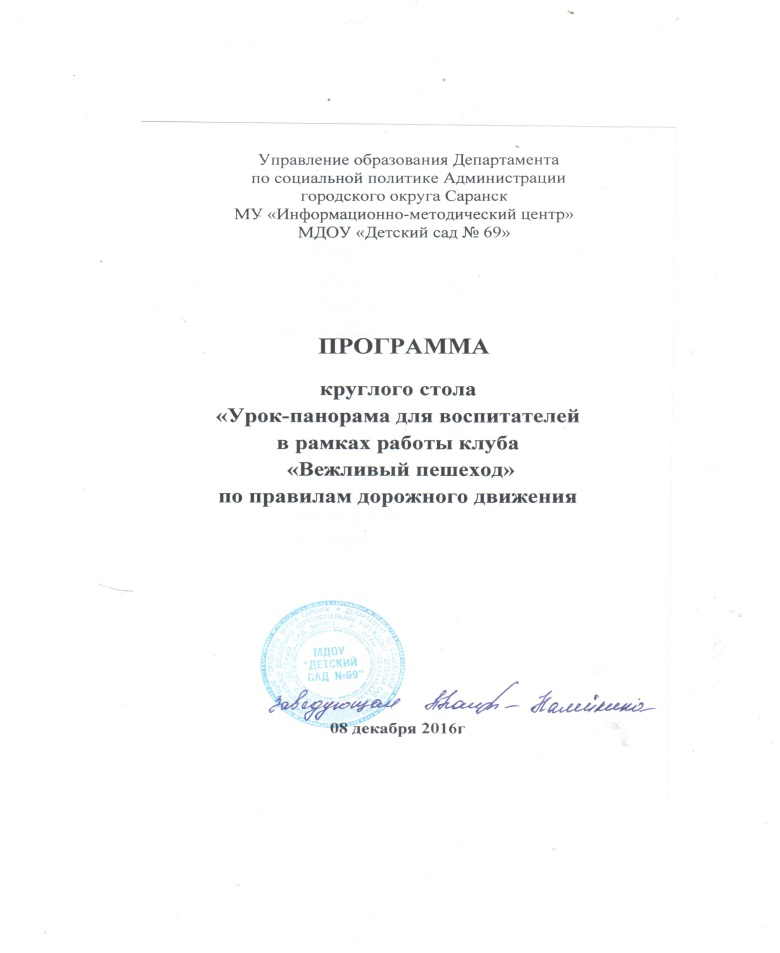 Управление образования Департамента
по социальной политике Администрации
городского округа Саранск
МУ «Информационно-методический центр»
МДОУ «Детский сад № 69»
ПРОГРАММА
круглого стола
«Урок-панорама для воспитателей
в рамках работы клуба
«Вежливый пешеход»
по правилам дорожного движения
МДОУ
"ДЕТСКИЙ
САД №69"
заведующая
08 декабря 2016г